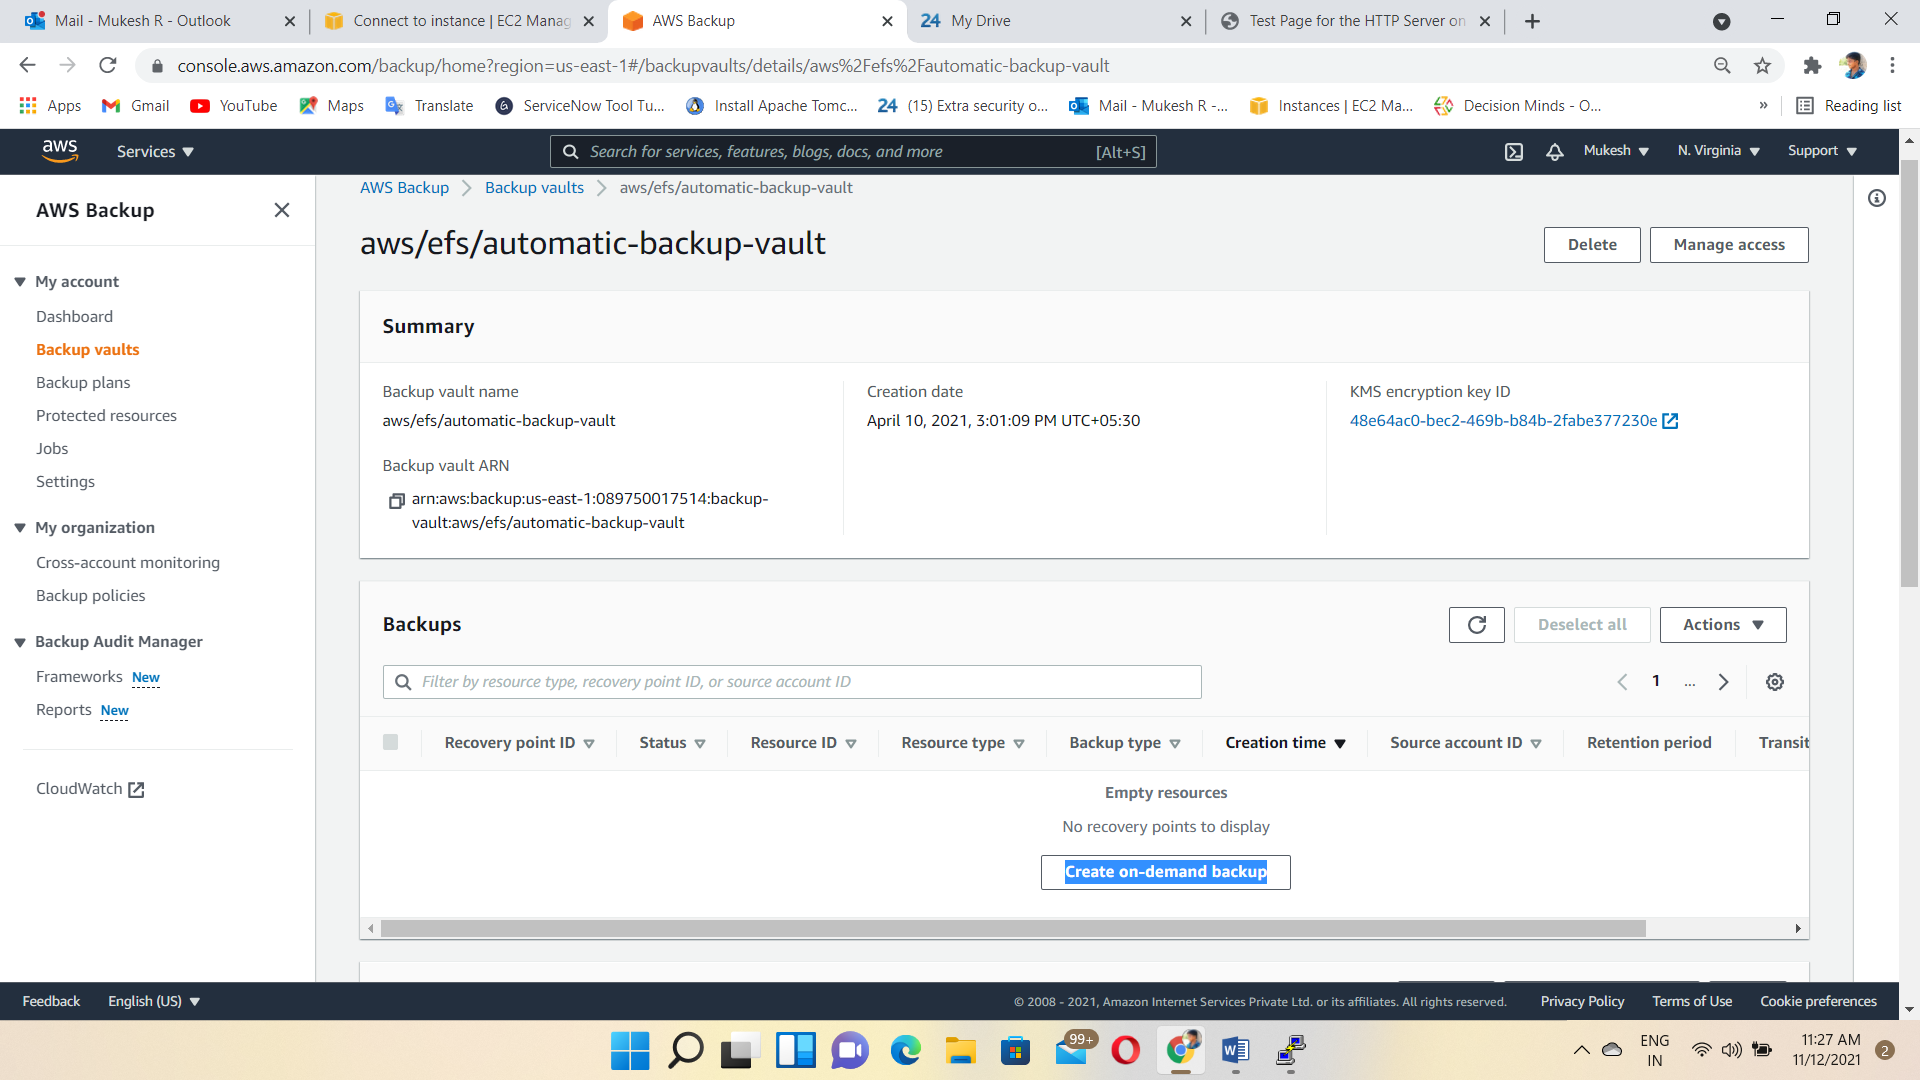 Mail - Mukesh R - Outlook
Connect to instance | EC2 Manag
AWS Backup
24 My Drive
Test Page for the HTTP Server on
console.aws.amazon.com/backup/home?region=us-east-1#/backupvaults/details/aws%2Fefs%2Fautomatic-backup-vault
Apps
Gmail
YouTube
Maps
Translate
ServiceNow Tool Tu...
Install Apache Tomc...
24 (15) Extra security o...
Mail - Mukesh R -...
Instances | EC2 Ma...
Decision Minds - O...
»
Reading list
aws
Services
Search for services, features, blogs, docs, and more
[Alt+S]
Mukesh
N. Virginia
Support
AWS Backup
My account
Dashboard
Backup vaults
Backup plans
Protected resources
Jobs
Settings
My organization
Cross-account monitoring
Backup policies
Backup Audit Manager
Frameworks New
Reports New
CloudWatch
AWS Backup > Backup vaults > aws/efs/automatic-backup-vault
aws/efs/automatic-backup-vault
Delete
Manage access
Summary
Backup vault name
aws/efs/automatic-backup-vault
Backup vault ARN
arn:aws:backup:us-east-1:089750017514:backup-
vault:aws/efs/automatic-backup-vault
Creation date
April 10, 2021, 3:01:09 PM UTC+05:30
KMS encryption key ID
48e64ac0-bec2-469b-b84b-2fabe377230e
Backups
Deselect all
Actions
Filter by resource type, recovery point ID, or source account ID
1
...
Recovery point ID
Status
Resource ID
Resource type
Backup type
Creation time
Source account ID
Retention period
Transit
Empty resources
No recovery points to display
Create on-demand backup
Feedback
English (US)
© 2008 - 2021, Amazon Internet Services Private Ltd. or its affiliates. All rights reserved.
Privacy Policy
Terms of Use
Cookie preferences
99+
ENG
IN
11:27 AM
11/12/2021
2